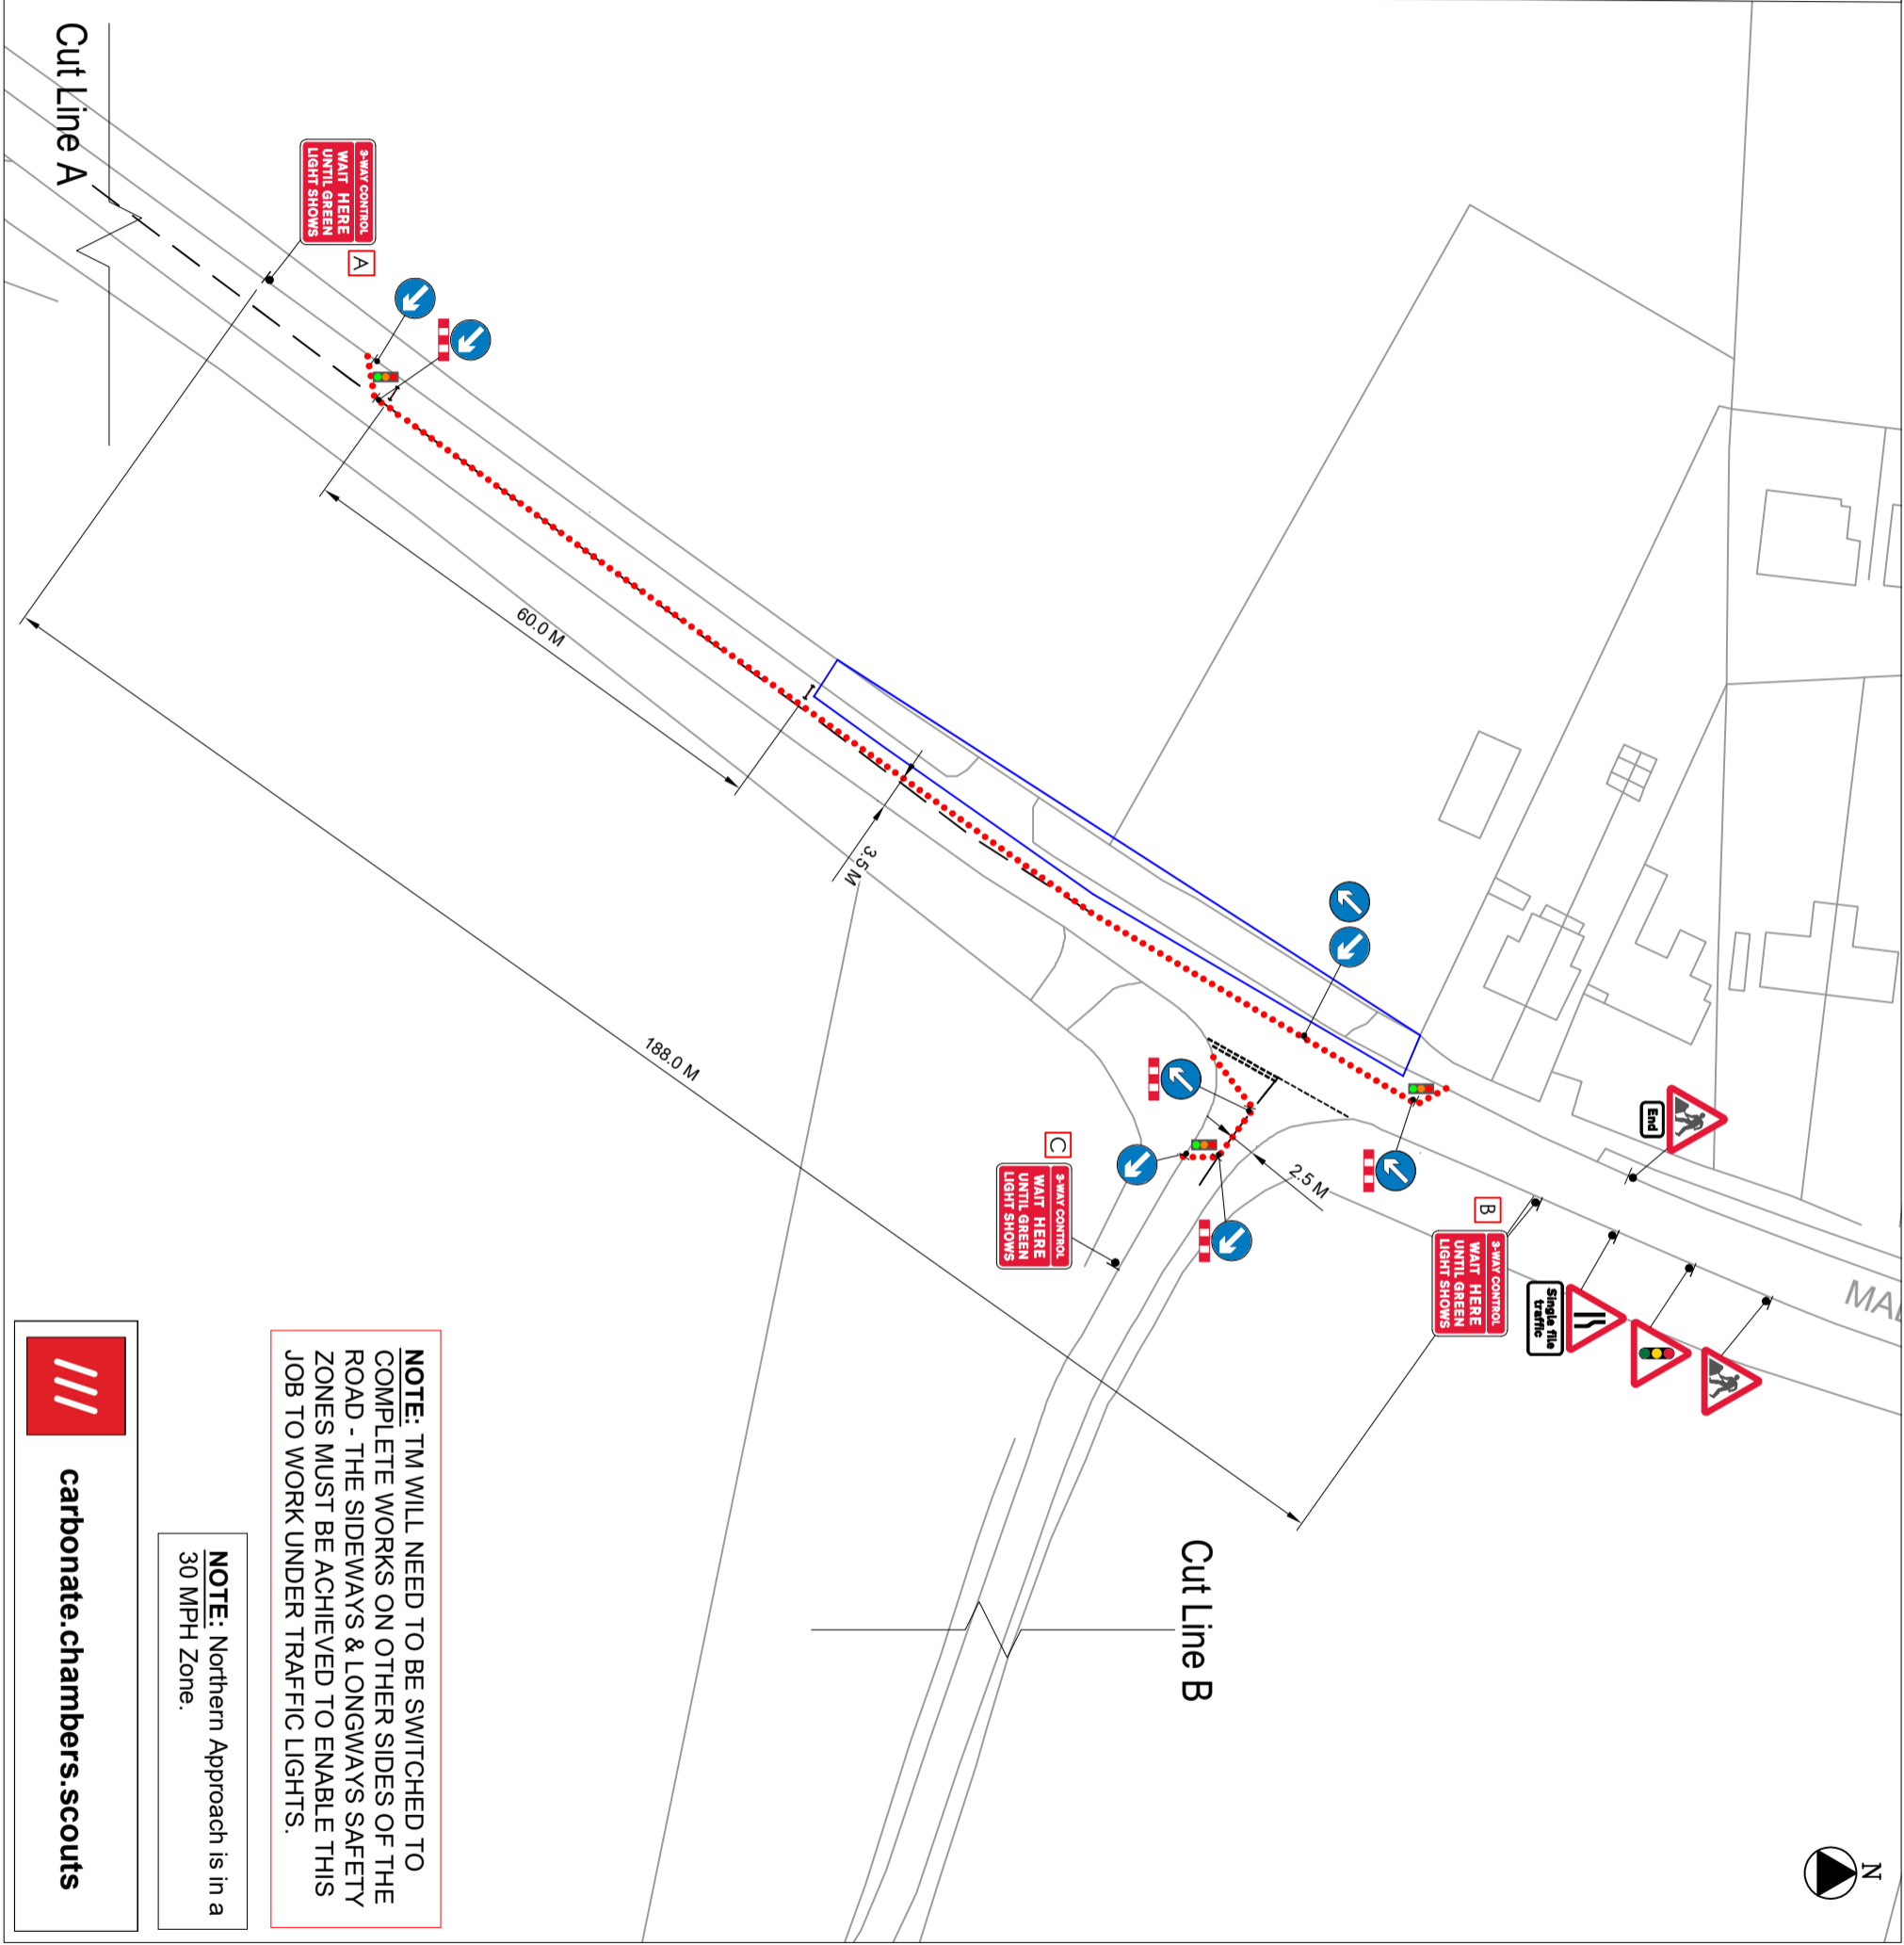 N
MAL
End
B
3-WAY CONTROL
WAIT HERE
UNTIL GREEN
LIGHT SHOWS
Single file
traffic
2.5 M
C
3-WAY CONTROL
WAIT HERE
UNTIL GREEN
LIGHT SHOWS
Cut Line B
3.5 M
60.0 M
188.0 M
3-WAY CONTROL
WAIT HERE
UNTIL GREEN
LIGHT SHOWS
A
Cut Line A
NOTE: TM WILL NEED TO BE SWITCHED TO
COMPLETE WORKS ON OTHER SIDES OF THE
ROAD - THE SIDEWAYS & LONGWAYS SAFETY
ZONES MUST BE ACHIEVED TO ENABLE THIS
JOB TO WORK UNDER TRAFFIC LIGHTS.
NOTE: Northern Approach is in a
30 MPH Zone.
carbonate.chambers.scouts